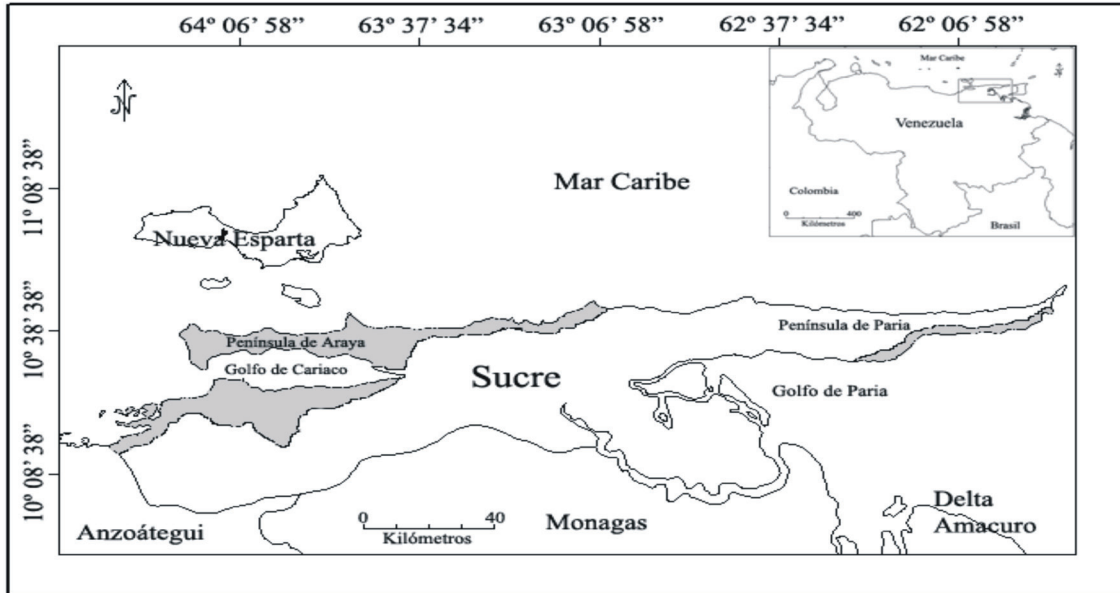 64º 06’ 58”
63º 37’ 34”
63º 06’ 58”
62º 37’ 34”
62º 06’ 58”
11º 08’ 38”
10º 38’ 38”
10º 08’ 38”
N
Mar Caribe
Venezuela
Colombia
0 400
Kilómetros
Brasil
Mar Caribe
Nueva Esparta
Península de Araya
Península de Paria
Golfo de Cariaco
Sucre
Golfo de Paria
0 40
Kilómetros
Anzoátegui
Monagas
Delta
Amacuro